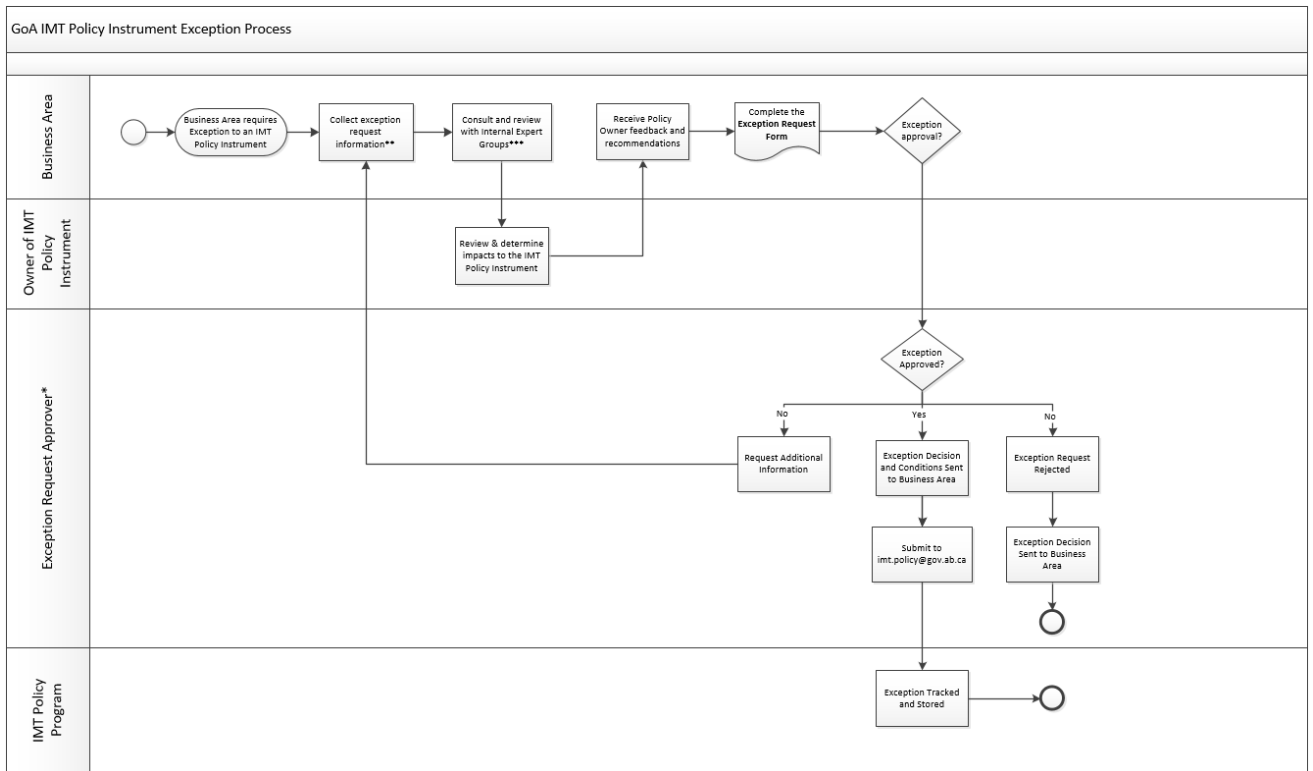 GoA IMT Policy Instrument Exception Process
Business Area
Business Area requires
Exception to an IMT
Policy Instrument
Collect exception
request
information**
Consult and review
with Internal Expert
Groups***
Receive Policy
Owner feedback and
recommendations
Complete the
Exception Request
Form
Exception
approval?
Owner of IMT
Policy
Instrument
Review & determine
impacts to the IMT
Policy Instrument
Exception Request Approver*
Exception
Approved?
No
Yes
No
Request Additional
Information
Exception Decision
and Conditions Sent
to Business Area
Exception Request
Rejected
Submit to
imt.policy@gov.ab.ca
Exception Decision
Sent to Business
Area
IMT Policy
Program
Exception Tracked
and Stored